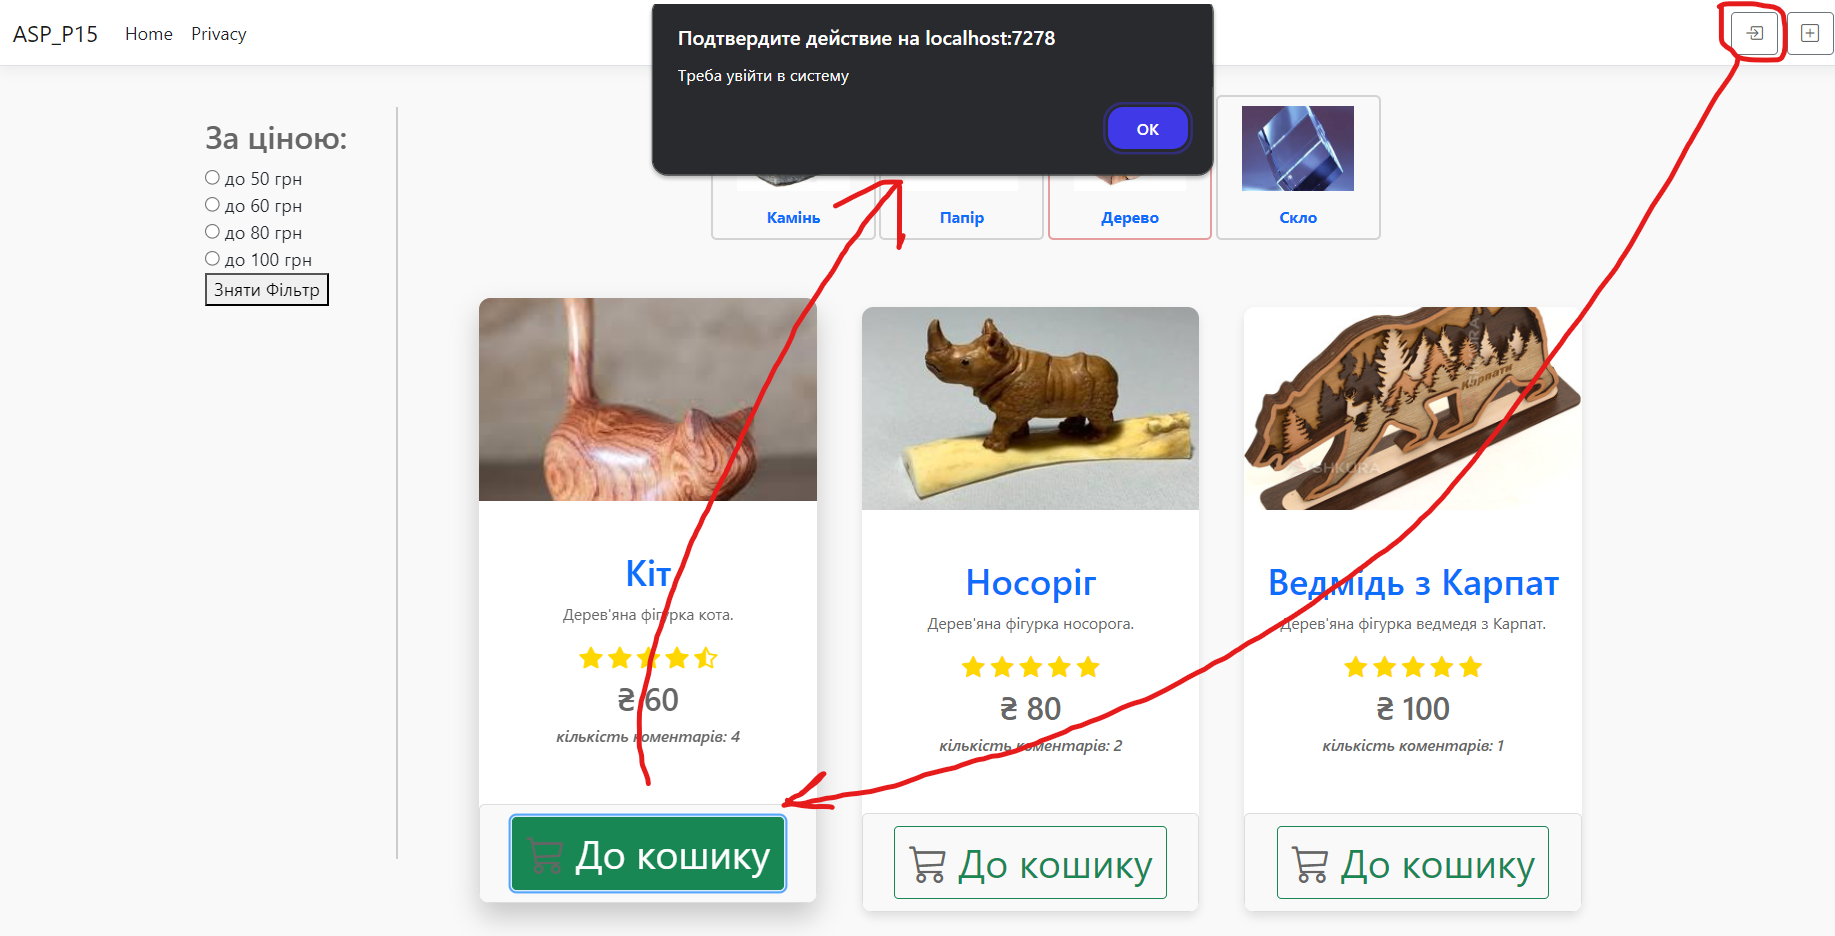 ASP_P15 Home Privacy
Подтвердите действие на localhost:7278
Треба увійти в систему
ОК
За ціною:
до 50 грн
до 60 грн
до 80 грн
до 100 грн
Зняти Фільтр
Камінь
Папір
Дерево
Скло
Кіт
Дерев'яна фігурка кота.
₴ 60
кількість коментарів: 4
До кошику
Носоріг
Дерев'яна фігурка носорога.
₴ 80
кількість коментарів: 2
До кошику
Карпати
SHKURA
Ведмідь з Карпат
Дерев'яна фігурка ведмедя з Карпат.
₴ 100
кількість коментарів: 1
До кошику